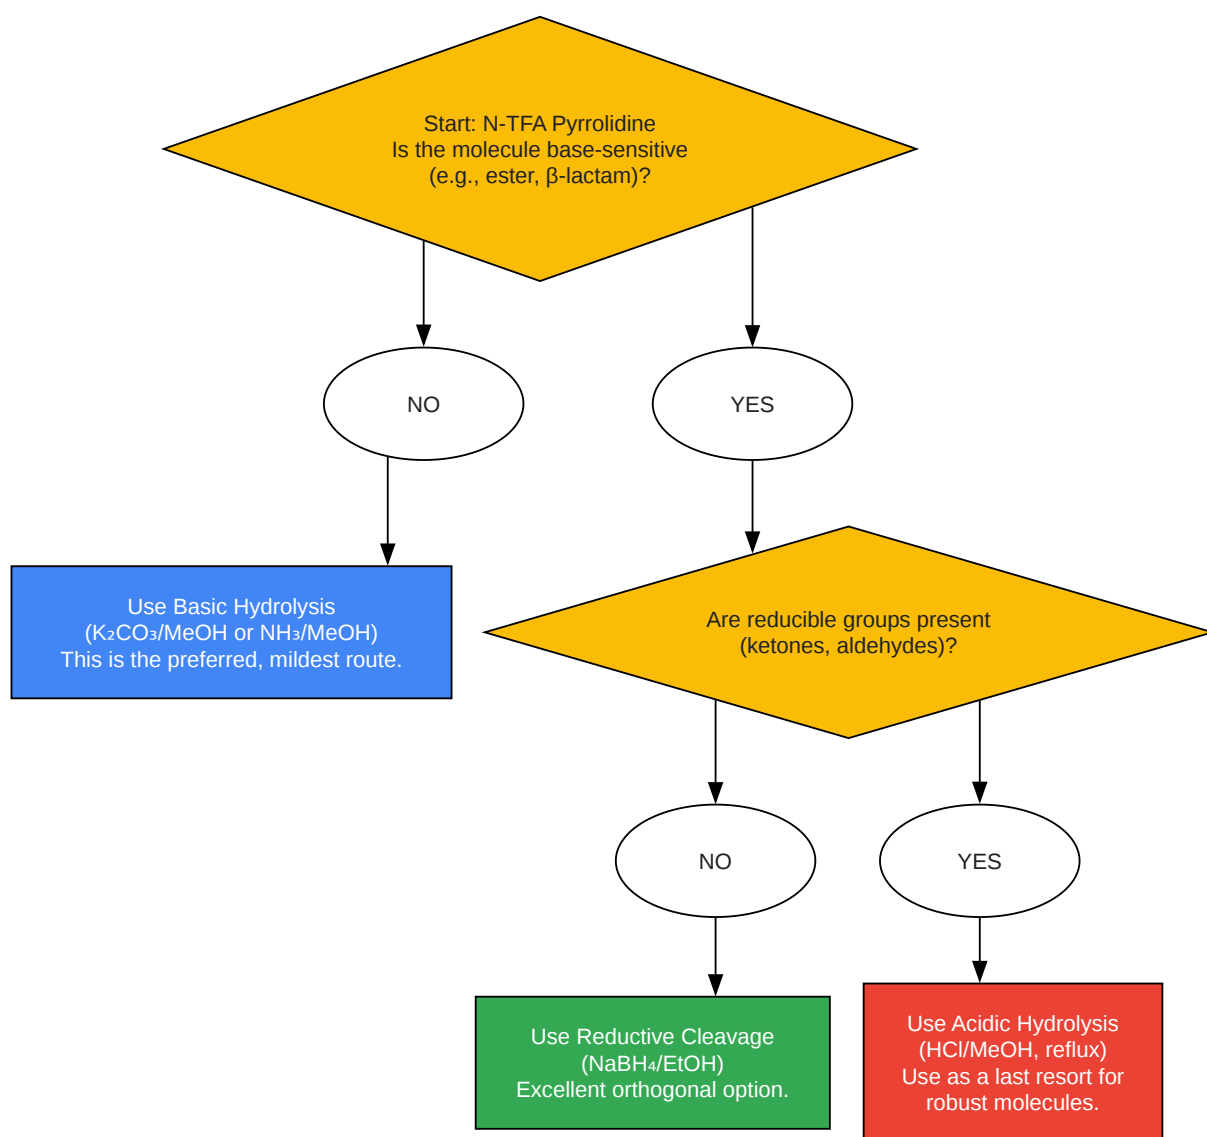 Start: N-TFA Pyrrolidine
Is the molecule base-sensitive
(e.g., ester, β-lactam)?
NO
YES
Use Basic Hydrolysis
(K₂CO₃/MeOH or NH₃/MeOH)
This is the preferred, mildest route.
Are reducible groups present
(ketones, aldehydes)?
NO
YES
Use Reductive Cleavage
(NaBH₄/EtOH)
Excellent orthogonal option.
Use Acidic Hydrolysis
(HCl/MeOH, reflux)
Use as a last resort for
robust molecules.